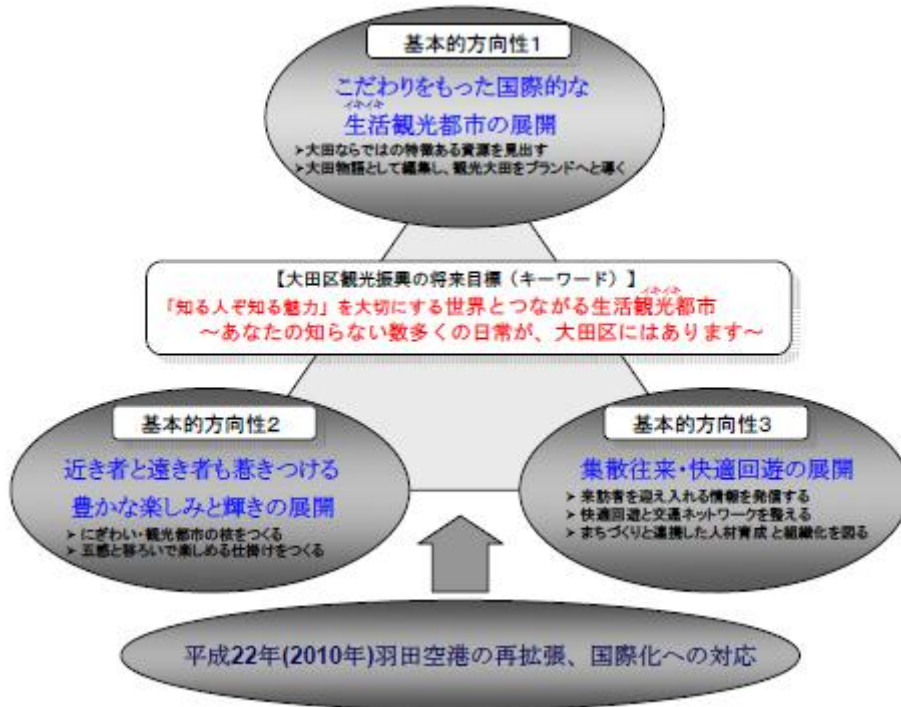 基本的方向性1
こだわりをもった国際的な
イキイキ
生活観光都市の展開
➢大田ならではの特徴ある資源を見出す
➢大田物語として編集し、観光大田をブランドへと導く
【大田区観光振興の将来目標（キーワード）】
イキイキ
「知る人ぞ知る魅力」を大切にする世界とつながる生活観光都市
～あなたの知らない数多くの日常が、大田区にはあります～
基本的方向性2
近き者と遠き者も惹きつける
豊かな楽しみと輝きの展開
➢ にぎわい・観光都市の核をつくる
➢ 五感と移ろいで楽しめる仕掛けをつくる
基本的方向性3
集散往来・快適回遊の展開
➢ 来訪者を迎え入れる情報を発信する
➢ 快適回遊と交通ネットワークを整える
➢ まちづくりと連携した人材育成と組織化を図る
平成22年(2010年)羽田空港の再拡張、国際化への対応